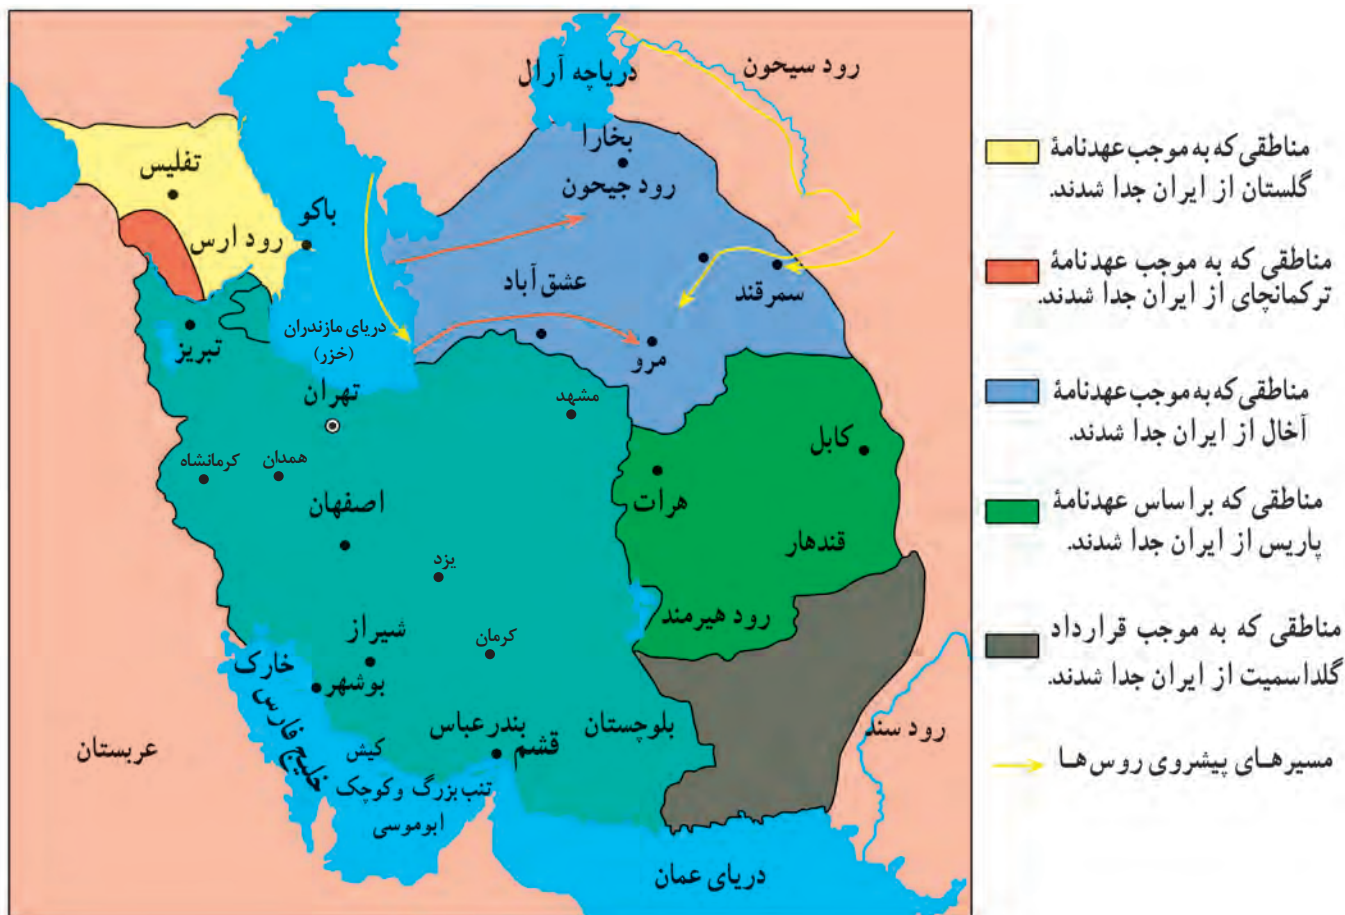 رود سیحون
دریاچه آرال
بخارا
رود جیحون
تفلیس
باکو
رود ارس
عشق آباد
سمرقند
دریای مازندران
(خزر)
تبریز
مرو
تهران
مشهد
کابل
همدان
کرمانشاه
هرات
اصفهان
قندهار
یزد
رود هیرمند
شیراز
کرمان
خارک
بوشهر
خلیج فارس
بندرعباس
قشم
بلوچستان
رود سند
عربستان
کیش
تنب بزرگ وکوچک
ابوموسی
دریای عمان
مناطقی که به موجب عهدنامهٔ
گلستان از ایران جدا شدند.
مناطقی که به موجب عهدنامهٔ
ترکمانچای از ایران جدا شدند.
مناطقی که به موجب عهدنامهٔ
آخال از ایران جدا شدند.
مناطقی که براساس عهدنامهٔ
پاریس از ایران جدا شدند.
مناطقی که به موجب قرارداد
گلداسمیت از ایران جدا شدند.
مسیرهای پیشروی روس‌ها